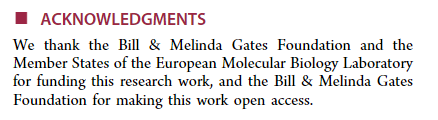 ACKNOWLEDGMENTS
We thank the Bill & Melinda Gates Foundation and the
Member States of the European Molecular Biology Laboratory
for funding this research work, and the Bill & Melinda Gates
Foundation for making this work open access.